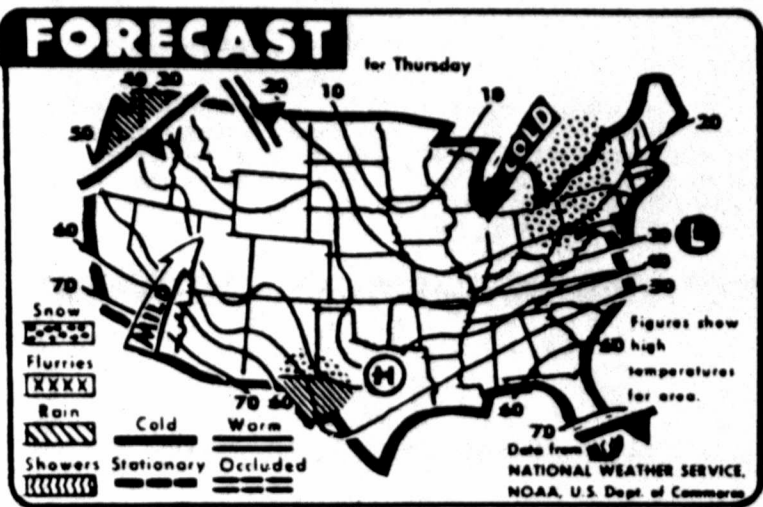 FORECAST
for Thursday
40 30
20
10
10
50
20
COLD
60
30 L
40
70
50
MILD
Snow
Figures show
high
temperatures
for area.
60
Flurries
H
Rain
70 60
60
Cold Warm
70
Data from
Showers Stationary Occluded
NATIONAL WEATHER SERVICE,
NOAA, U.S. Dept. of Commerce